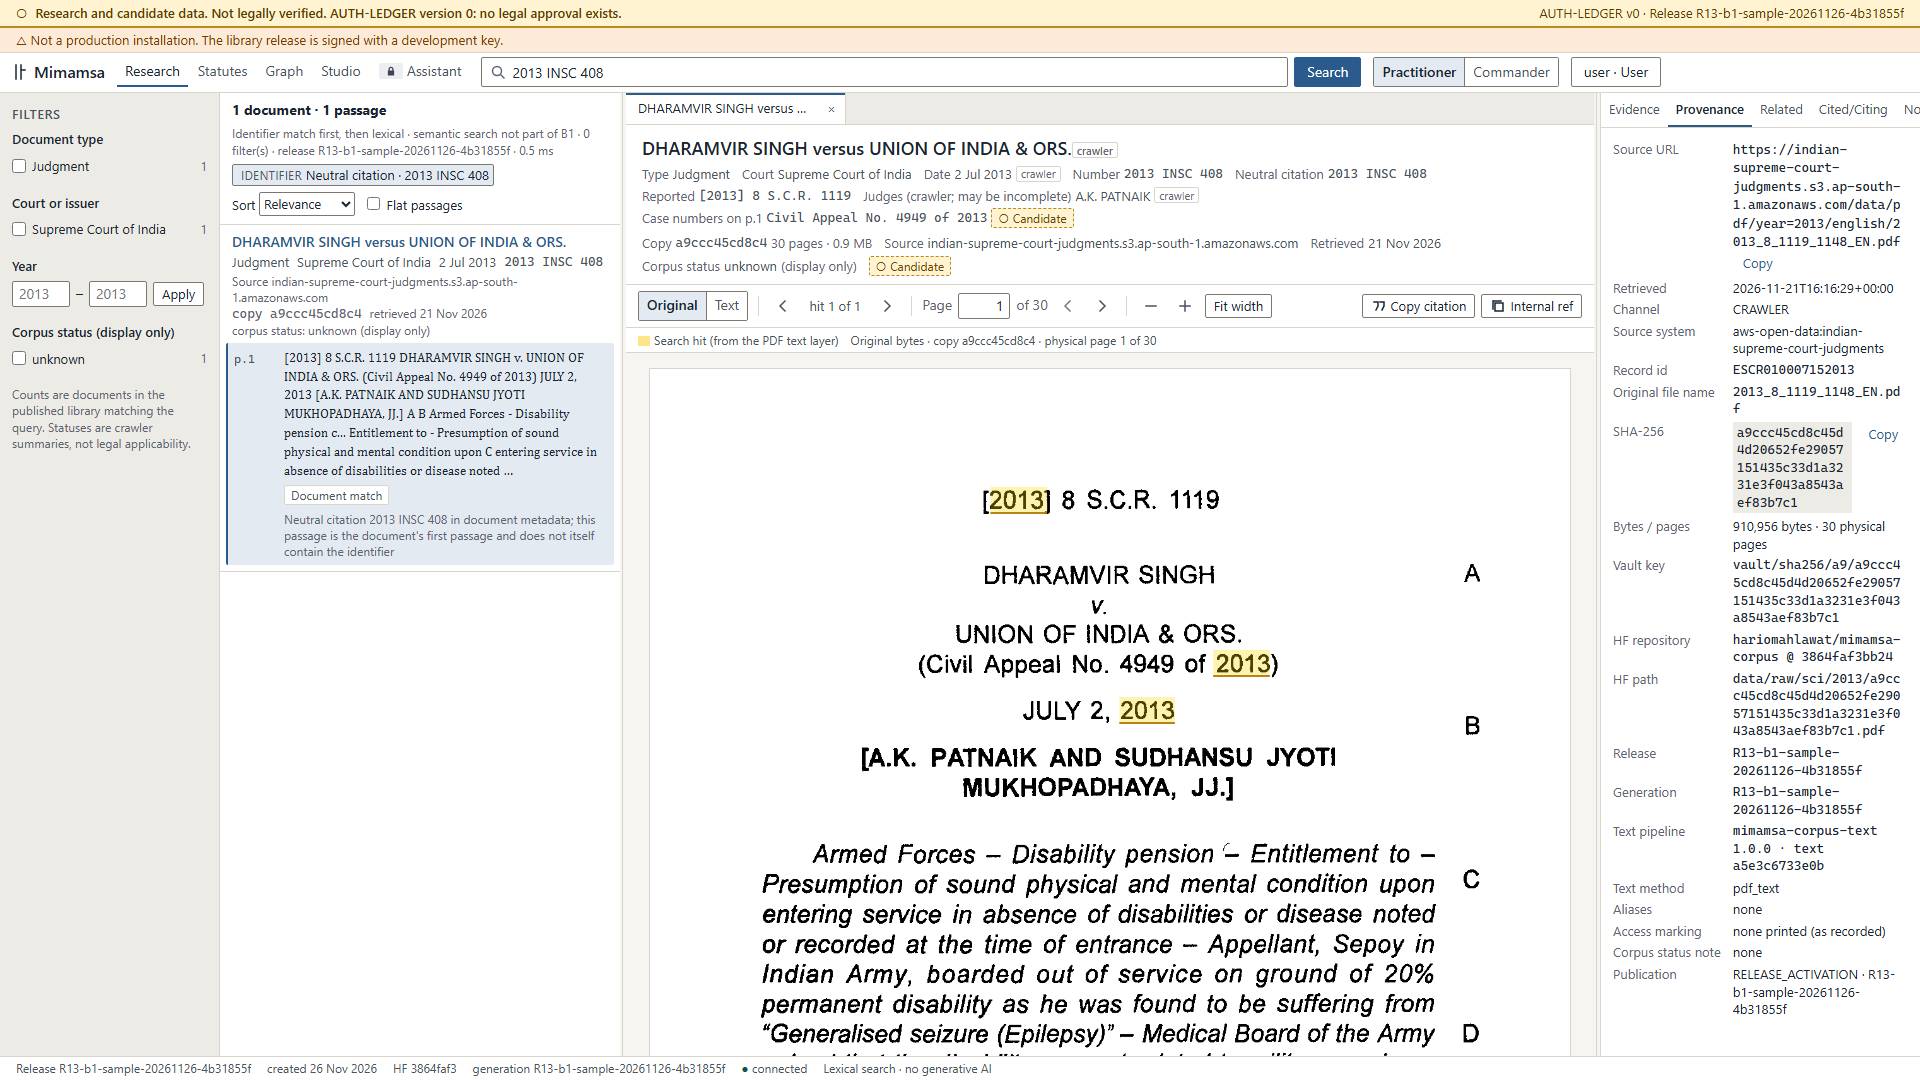 Research and candidate data. Not legally verified. AUTH-LEDGER version 0: no legal approval exists.
AUTH-LEDGER v0 · Release R13-b1-sample-20261126-4b31855f
⚠ Not a production installation. The library release is signed with a development key.
Mimamsa
Research
Statutes
Graph
Studio
Assistant
2013 INSC 408
Search
Practitioner
Commander
user · User
FILTERS
Document type
Judgment 1
Court or issuer
Supreme Court of India 1
Year
2013 – 2013 Apply
Corpus status (display only)
unknown 1
Counts are documents in the
published library matching the
query. Statuses are crawler
summaries, not legal applicability.
1 document · 1 passage
Identifier match first, then lexical · semantic search not part of B1 · 0
filter(s) · release R13-b1-sample-20261126-4b31855f · 0.5 ms
IDENTIFIER Neutral citation · 2013 INSC 408
Sort Relevance Flat passages
DHARAMVIR SINGH versus UNION OF INDIA & ORS.
Judgment Supreme Court of India 2 Jul 2013 2013 INSC 408
Source indian-supreme-court-judgments.s3.ap-south-
1.amazonaws.com
copy a9ccc45cd8c4 retrieved 21 Nov 2026
corpus status: unknown (display only)
p.1
[2013] 8 S.C.R. 1119 DHARAMVIR SINGH v. UNION OF
INDIA & ORS. (Civil Appeal No. 4949 of 2013) JULY 2,
2013 [A.K. PATNAIK AND SUDHANSU JYOTI
MUKHOPADHAYA, JJ.] A B Armed Forces - Disability
pension c... Entitlement to - Presumption of sound
physical and mental condition upon C entering service in
absence of disabilities or disease noted ...
Document match
Neutral citation 2013 INSC 408 in document metadata; this
passage is the document's first passage and does not itself
contain the identifier
DHARAMVIR SINGH versus ... ×
DHARAMVIR SINGH versus UNION OF INDIA & ORS. crawler
Type Judgment Court Supreme Court of India Date 2 Jul 2013 crawler Number 2013 INSC 408 Neutral citation 2013 INSC 408
Reported [2013] 8 S.C.R. 1119 Judges (crawler; may be incomplete) A.K. PATNAIK crawler
Case numbers on p.1 Civil Appeal No. 4949 of 2013 Candidate
Copy a9ccc45cd8c4 30 pages · 0.9 MB Source indian-supreme-court-judgments.s3.ap-south-1.amazonaws.com Retrieved 21 Nov 2026
Corpus status unknown (display only) Candidate
Original Text hit 1 of 1 Page 1 of 30 Fit width Copy citation Internal ref
Search hit (from the PDF text layer) Original bytes · copy a9ccc45cd8c4 · physical page 1 of 30
[2013] 8 S.C.R. 1119
DHARAMVIR SINGH A
v.
UNION OF INDIA & ORS.
(Civil Appeal No. 4949 of 2013)
JULY 2, 2013
B
[A.K. PATNAIK AND SUDHANSU JYOTI
MUKHOPADHAYA, JJ.]
Armed Forces – Disability pension – Entitlement to –
Presumption of sound physical and mental condition upon C
entering service in absence of disabilities or disease noted
or recorded at the time of entrance – Appellant, Sepoy in
Indian Army, boarded out of service on ground of 20%
permanent disability as he was found to be suffering from
“Generalised seizure (Epilepsy)” – Medical Board of the Army D
Evidence
Provenance
Related
Cited/Citing
No
Source URL
https://indian-
supreme-court-
judgments.s3.ap-south-
1.amazonaws.com/data/p
df/year=2013/english/2
013_8_1119_1148_EN.pdf
Copy
Retrieved 2026-11-21T16:16:29+00:00
Channel CRAWLER
Source system aws-open-data:indian-
supreme-court-judgments
Record id ESCR010007152013
Original file name 2013_8_1119_1148_EN.pd
f
SHA-256 a9ccc45cd8c45d Copy
4d20652fe29057
151435c33d1a32
31e3f043a8543a
ef83b7c1
Bytes / pages 910,956 bytes · 30 physical
pages
Vault key vault/sha256/a9/a9ccc4
5cd8c45d4d20652fe29057
151435c33d1a3231e3f043
a8543aef83b7c1
HF repository hariomahlawat/mimamsa-
corpus @ 3864faf3bb24
HF path data/raw/sci/2013/a9cc
c45cd8c45d4d20652fe290
57151435c33d1a3231e3f0
43a8543aef83b7c1.pdf
Release R13-b1-sample-
20261126-4b31855f
Generation R13-b1-sample-
20261126-4b31855f
Text pipeline mimamsa-corpus-text
1.0.0 · text
a5e3c6733e0b
Text method pdf_text
Aliases none
Access marking none printed (as recorded)
Corpus status note none
Publication RELEASE_ACTIVATION · R13-
b1-sample-20261126-
4b31855f
Release R13-b1-sample-20261126-4b31855f created 26 Nov 2026 HF 3864faf3 generation R13-b1-sample-20261126-4b31855f ● connected Lexical search · no generative AI